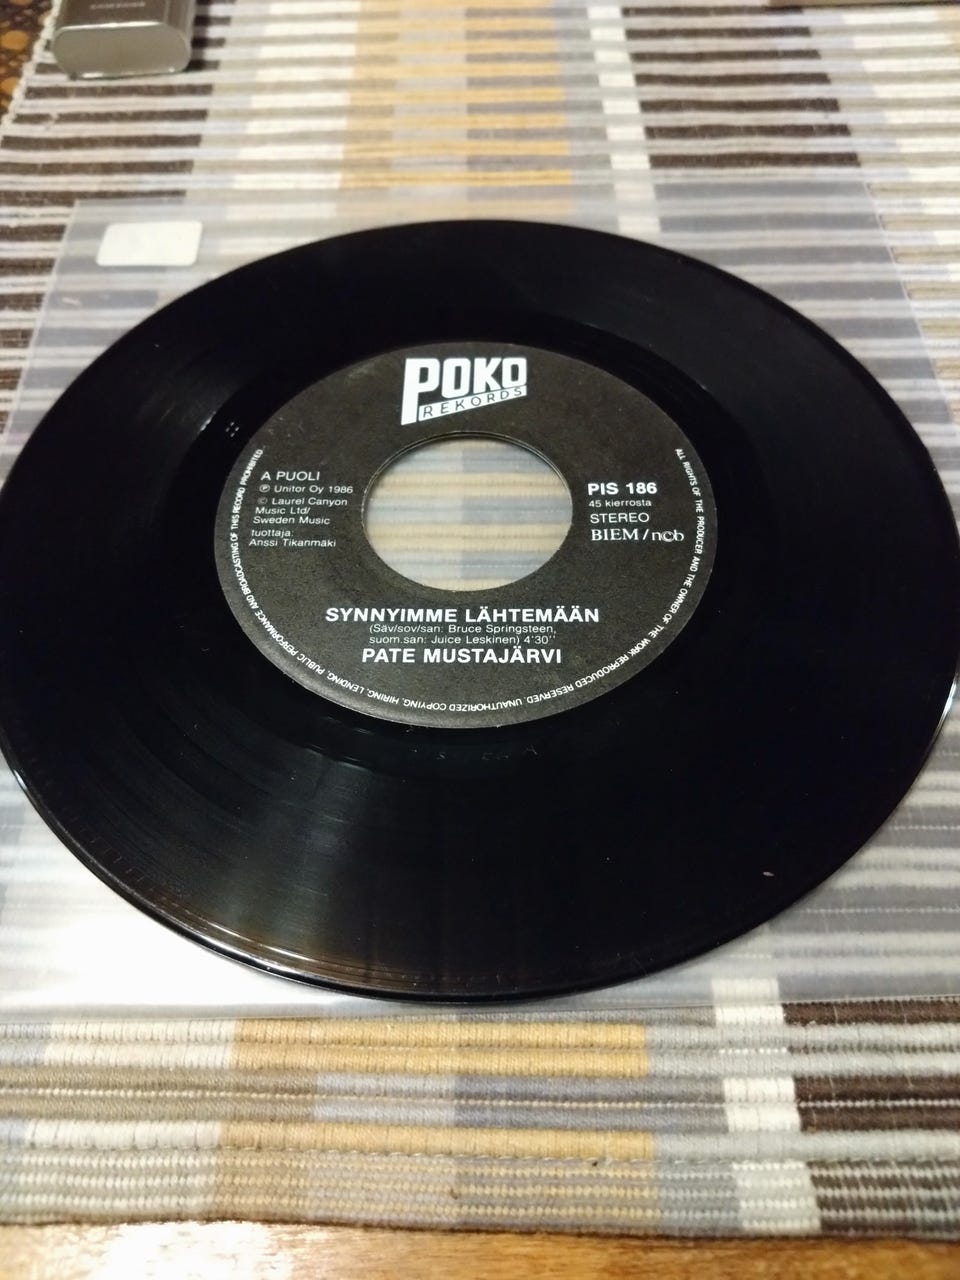 SAMSUNG
POKO
REKORDS
A PUOLI
℗ Unitor Oy 1986
© Laurel Canyon
Music Ltd/
Sweden Music
tuottaja:
Anssi Tikanmäki
PIS 186
45 kierrosta
STEREO
BIEM/ncb
SYNNYIMME LÄHTEMÄÄN
(Säv/sov/san: Bruce Springsteen,
suom.san: Juice Leskinen) 4'30''
PATE MUSTAJÄRVI
ALL RIGHTS OF THE PRODUCER AND THE OWNER OF THE WORK REPRODUCED RESERVED. UNAUTHORIZED COPYING, HIRING, LENDING, PUBLIC PERFORMANCE AND BROADCASTING OF THIS RECORD PROHIBITED